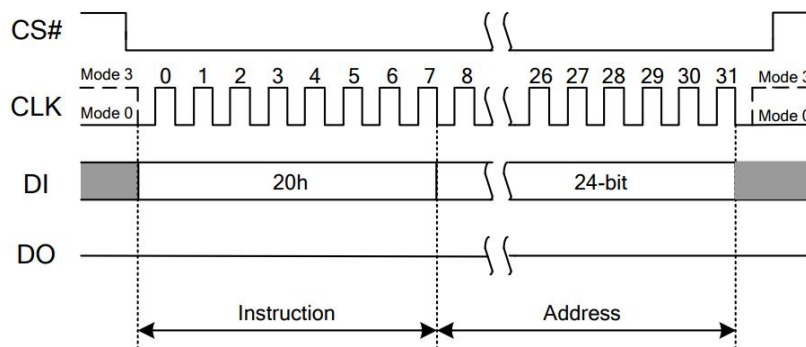 CS#
Mode 3 0 1 2 3 4 5 6 7 8 26 27 28 29 30 31 Mode 3
CLK
Mode 0 Mode 0
DI 20h 24-bit
DO
Instruction Address